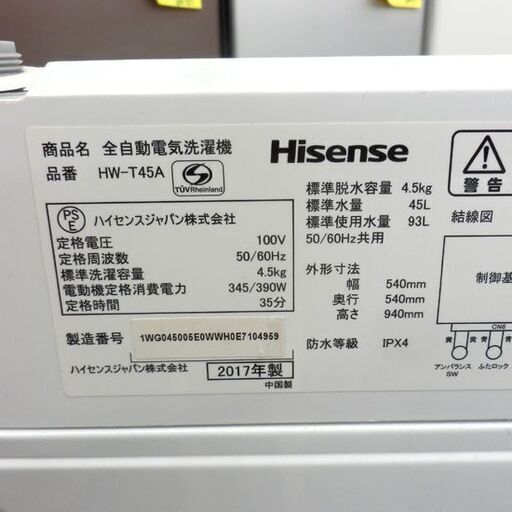 商品名 全自動電気洗濯機
品番 HW-T45A
TÜVRheinland
Hisense
PS
E
ハイセンスジャパン株式会社
定格電圧 100V
定格周波数 50/60Hz
標準洗濯容量 4.5kg
電動機定格消費電力 345/390W
定格時間 35分
製造番号 1WG045005E0WWH0E7104959
ハイセンスジャパン株式会社 2017年製
中国製
標準脱水容量 4.5kg
標準水量 45L
標準使用水量 93L
50/60Hz共用
外形寸法
幅 540mm
奥行 540mm
高さ 940mm
防水等級 IPX4
警告
結線図
制御基
CN6
黄 黄 青 青
アンバランス
SW
ふたロック